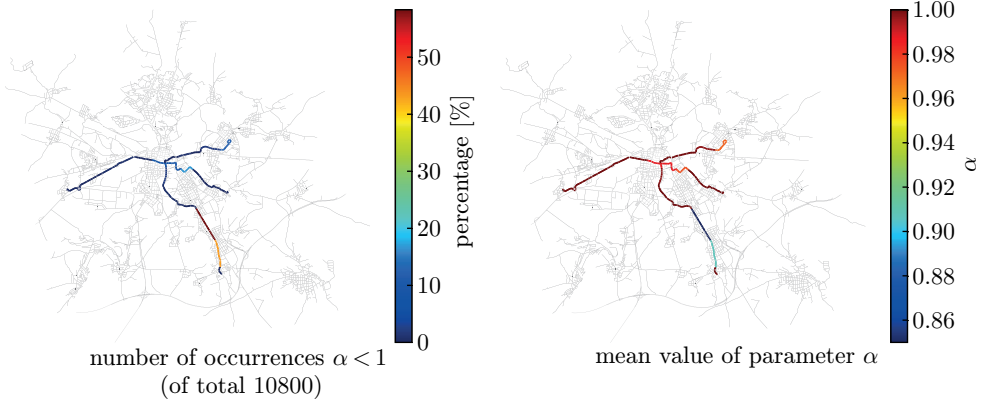 50
40
30
20
10
0
percentage [%]
number of occurrences α < 1
(of total 10800)
1.00
0.98
0.96
0.94
0.92
0.90
0.88
0.86
α
mean value of parameter α